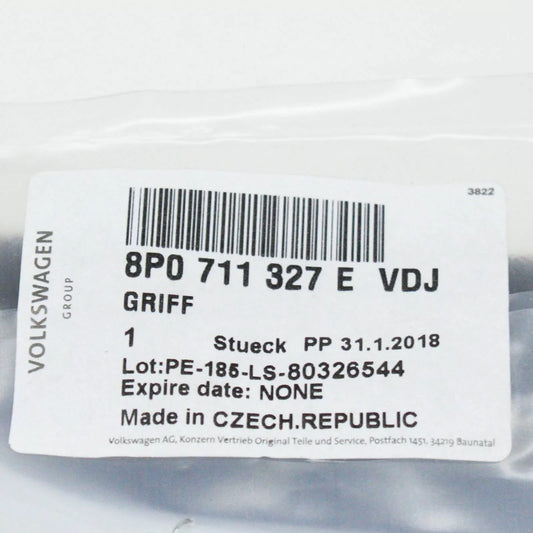 3822
VOLKSWAGEN
GROUP
8P0 711 327 E VDJ
GRIFF
1 Stueck PP 31.1.2018
Lot:PE-185-LS-80326544
Expire date: NONE
Made in CZECH.REPUBLIC
Volkswagen AG, Konzern Vertrieb Original Teile und Service, Postfach 1451, 34219 Baunatal